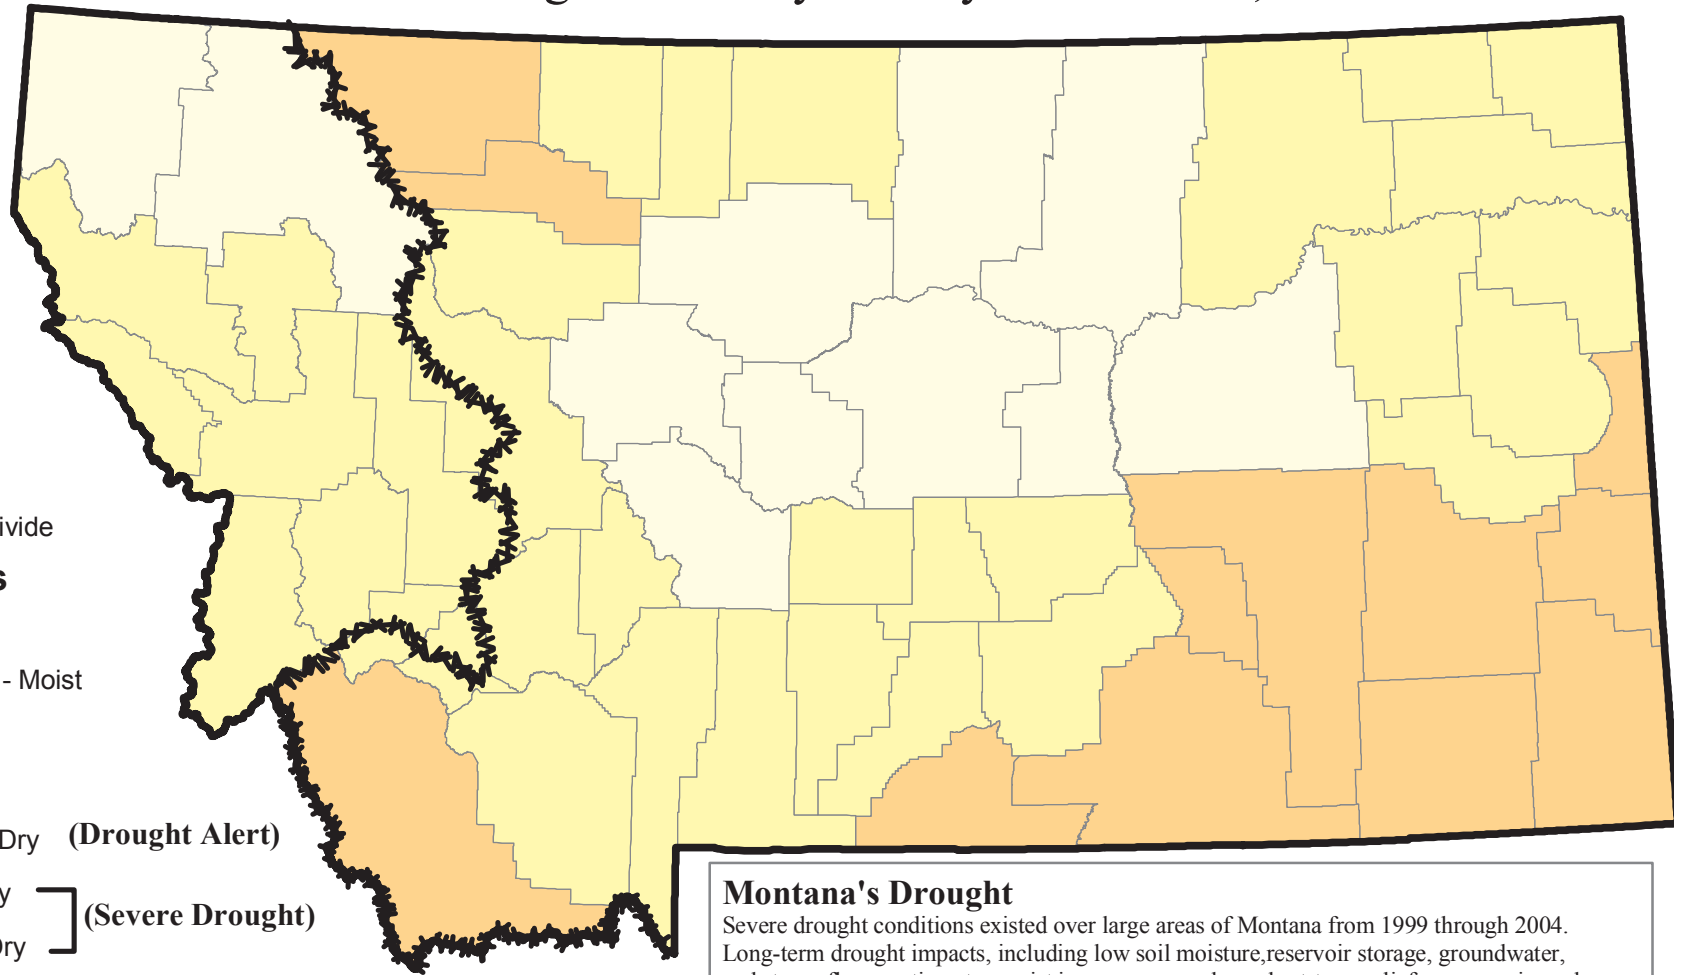 ivide
s
- Moist
Dry (Drought Alert)
y
(Severe Drought)
Dry
Montana's Drought
Severe drought conditions existed over large areas of Montana from 1999 through 2004.
Long-term drought impacts, including low soil moisture,reservoir storage, groundwater,